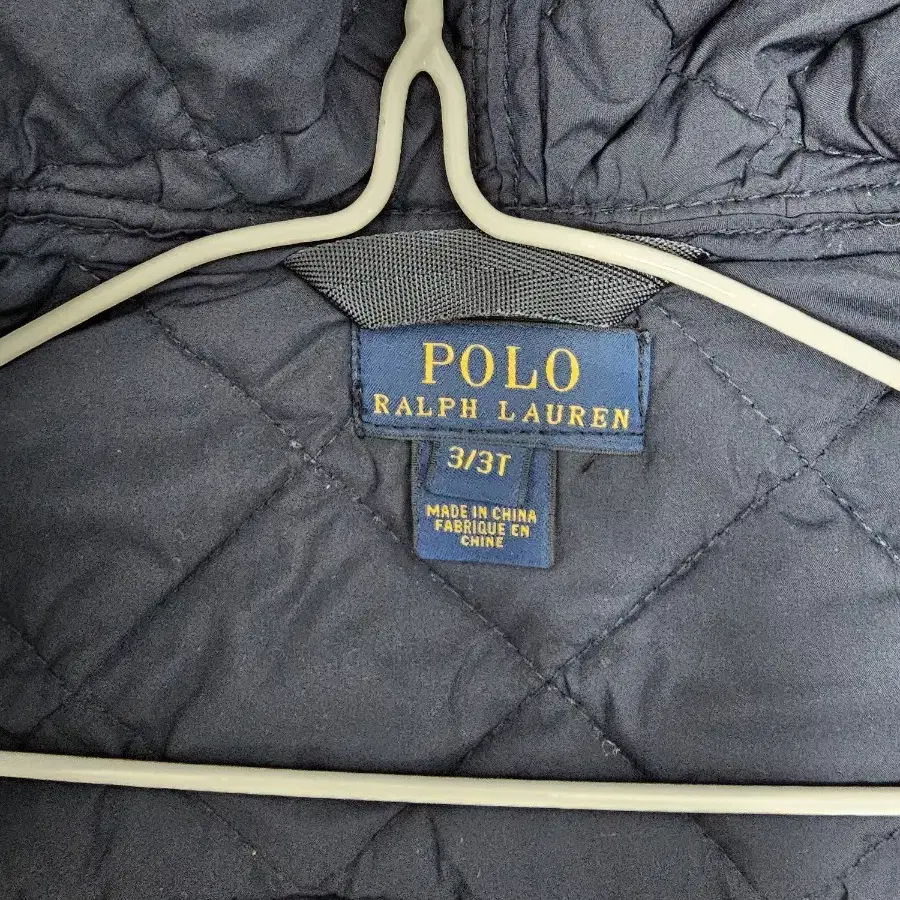 POLO
RALPH LAUREN
3/3T
MADE IN CHINA
FABRIQUE EN
CHINE